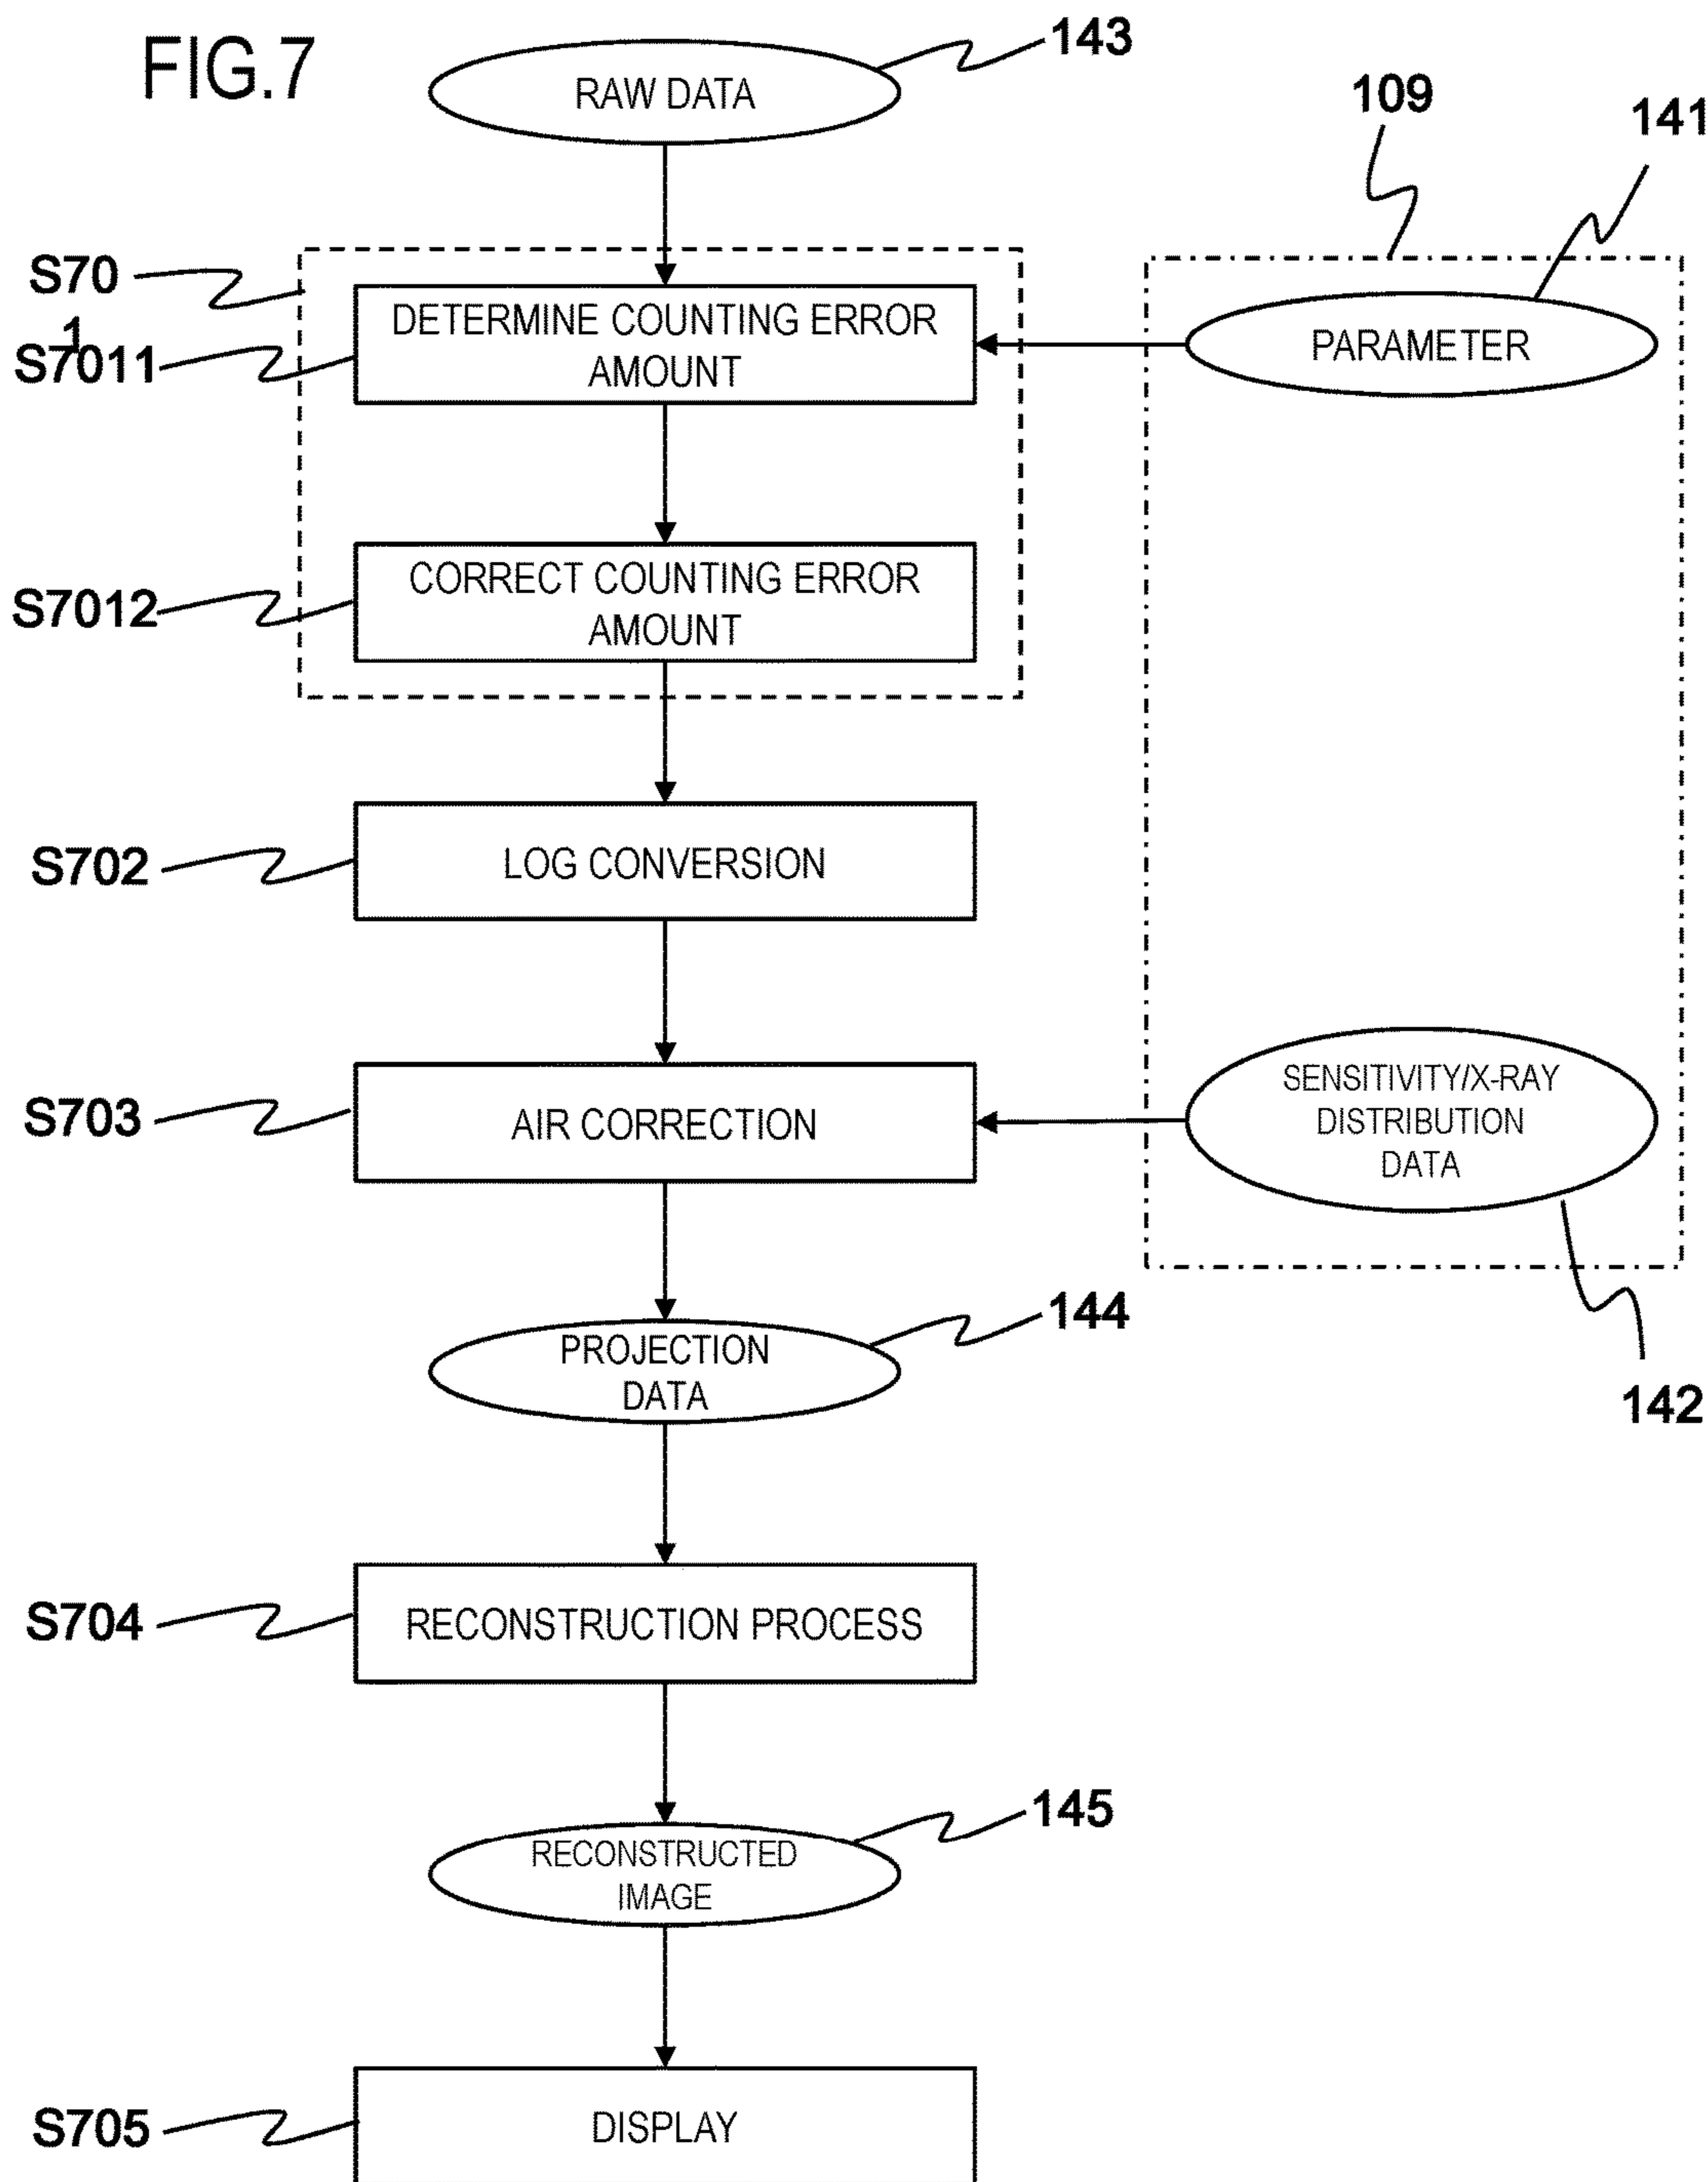 FIG.7
143
RAW DATA
109
141
S70
1
DETERMINE COUNTING ERROR
AMOUNT
S7011
PARAMETER
CORRECT COUNTING ERROR
AMOUNT
S7012
S702
LOG CONVERSION
S703
AIR CORRECTION
SENSITIVITY/X-RAY
DISTRIBUTION
DATA
144
PROJECTION
DATA
142
S704
RECONSTRUCTION PROCESS
145
RECONSTRUCTED
IMAGE
S705
DISPLAY